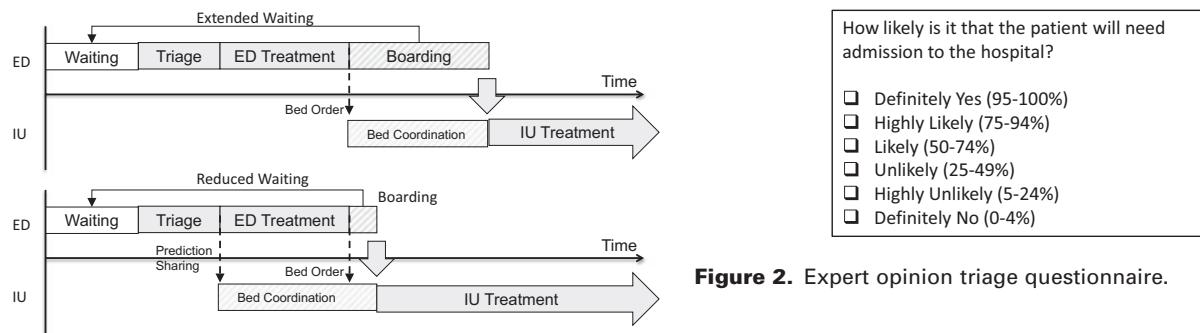 Extended Waiting
ED
Waiting
Triage
ED Treatment
Boarding
Time
Bed Order
IU
Bed Coordination
IU Treatment
Reduced Waiting
Boarding
ED
Waiting
Triage
ED Treatment
Time
Prediction
Sharing
Bed Order
IU
Bed Coordination
IU Treatment
How likely is it that the patient will need
admission to the hospital?
Definitely Yes (95-100%)
Highly Likely (75-94%)
Likely (50-74%)
Unlikely (25-49%)
Highly Unlikely (5-24%)
Definitely No (0-4%)
Figure 2. Expert opinion triage questionnaire.